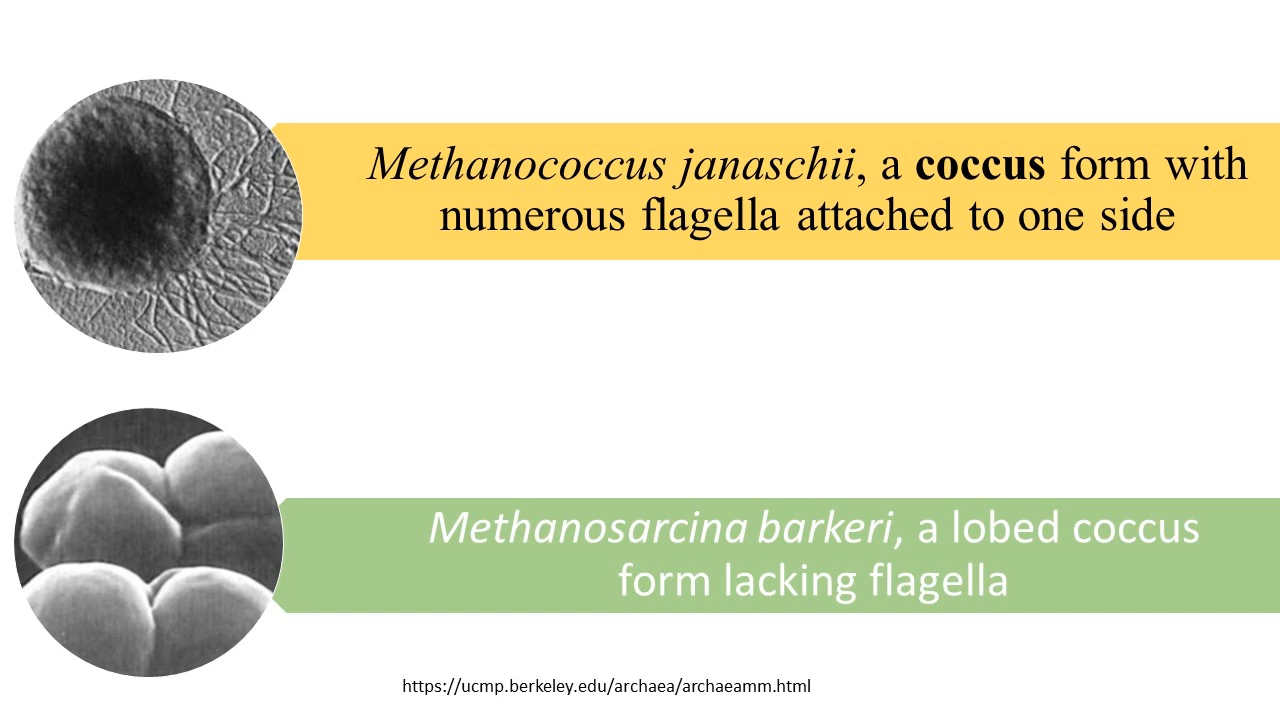 Methanococcus janaschii, a coccus form with
numerous flagella attached to one side
Methanosarcina barkeri, a lobed coccus
form lacking flagella
https://ucmp.berkeley.edu/archaea/archaeamm.html